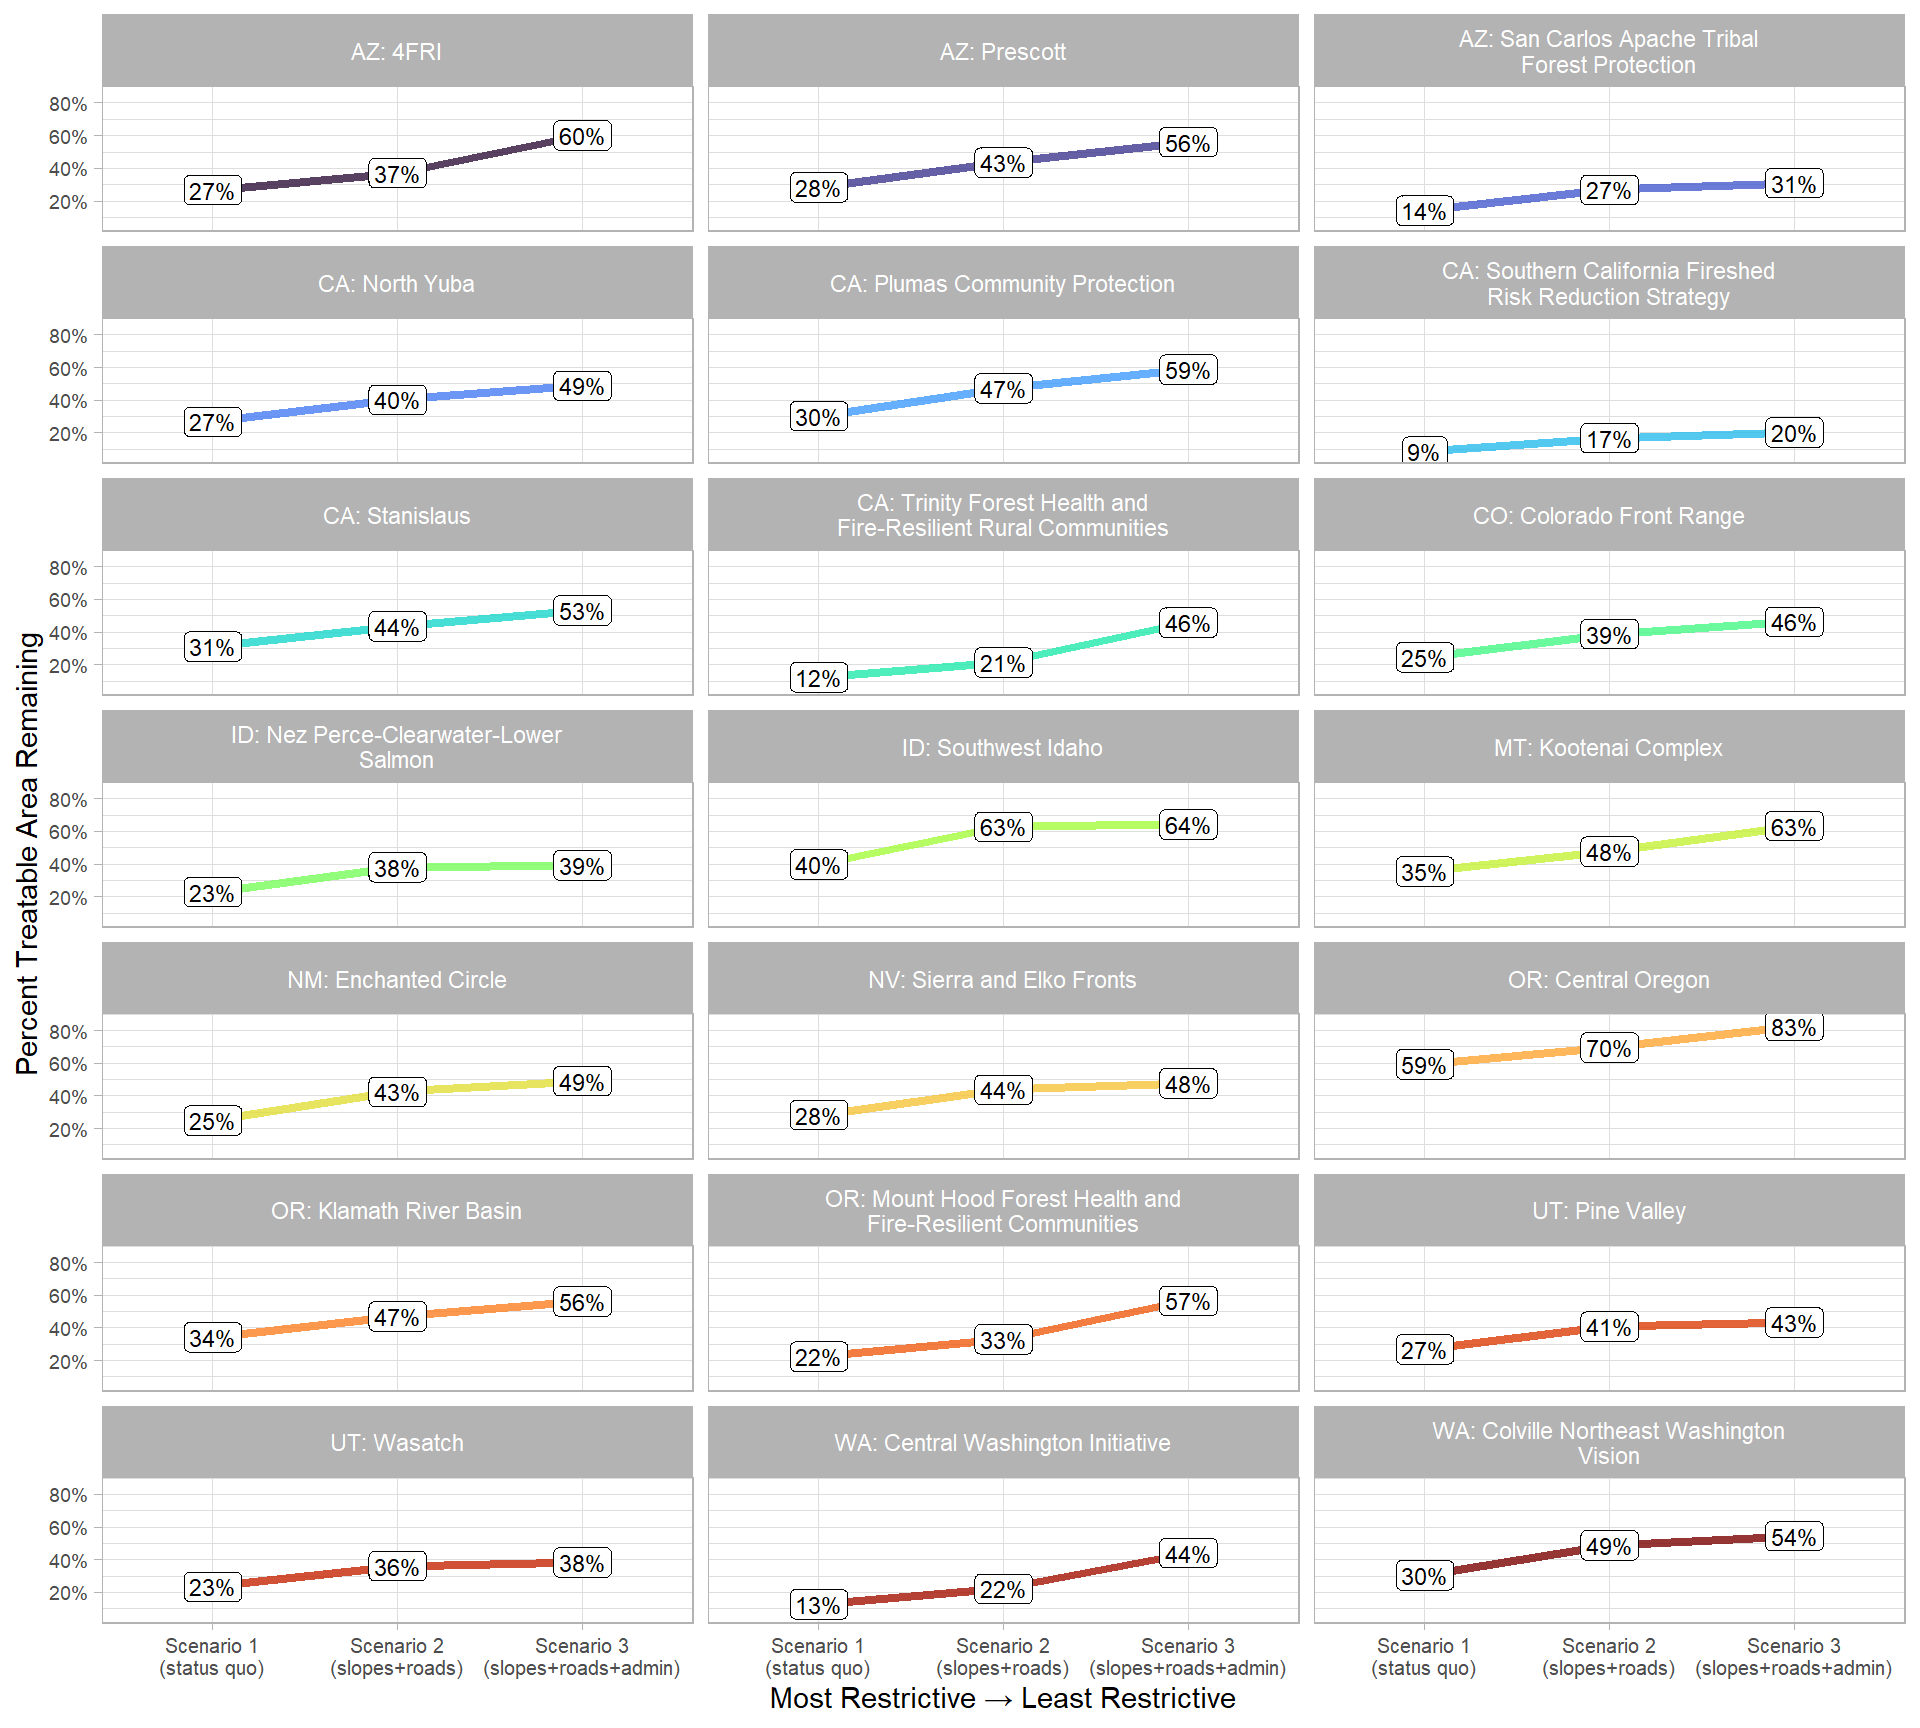 AZ: 4FRI
AZ: Prescott
AZ: San Carlos Apache Tribal
Forest Protection
80%
60%
40%
20%
27%
37%
60%
28%
43%
56%
14%
27%
31%
CA: North Yuba
CA: Plumas Community Protection
CA: Southern California Fireshed
Risk Reduction Strategy
80%
60%
40%
20%
27%
40%
49%
30%
47%
59%
9%
17%
20%
CA: Stanislaus
CA: Trinity Forest Health and
Fire-Resilient Rural Communities
CO: Colorado Front Range
80%
60%
40%
20%
31%
44%
53%
12%
21%
46%
25%
39%
46%
Percent Treatable Area Remaining
ID: Nez Perce-Clearwater-Lower
Salmon
ID: Southwest Idaho
MT: Kootenai Complex
80%
60%
40%
20%
23%
38%
39%
40%
63%
64%
35%
48%
63%
NM: Enchanted Circle
NV: Sierra and Elko Fronts
OR: Central Oregon
80%
60%
40%
20%
25%
43%
49%
28%
44%
48%
59%
70%
83%
OR: Klamath River Basin
OR: Mount Hood Forest Health and
Fire-Resilient Communities
UT: Pine Valley
80%
60%
40%
20%
34%
47%
56%
22%
33%
57%
27%
41%
43%
UT: Wasatch
WA: Central Washington Initiative
WA: Colville Northeast Washington
Vision
80%
60%
40%
20%
23%
36%
38%
13%
22%
44%
30%
49%
54%
Scenario 1
(status quo)
Scenario 2
(slopes+roads)
Scenario 3
(slopes+roads+admin)
Scenario 1
(status quo)
Scenario 2
(slopes+roads)
Scenario 3
(slopes+roads+admin)
Scenario 1
(status quo)
Scenario 2
(slopes+roads)
Scenario 3
(slopes+roads+admin)
Most Restrictive → Least Restrictive